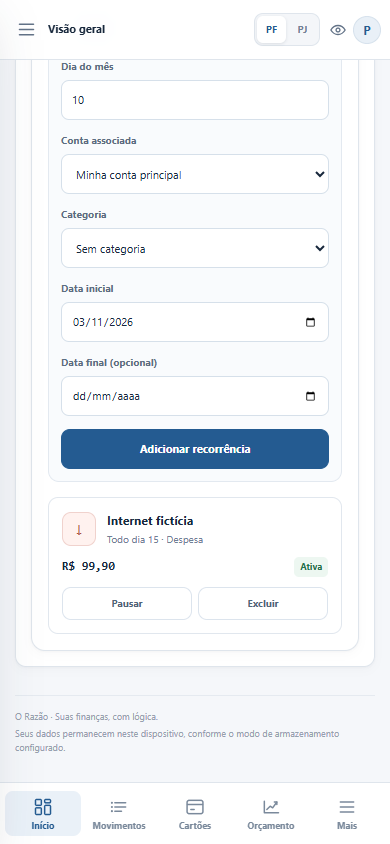 Visão geral
PF PJ
P
Dia do mês
10
Conta associada
Minha conta principal
Categoria
Sem categoria
Data inicial
03/11/2026
Data final (opcional)
dd/mm/aaaa
Adicionar recorrência
Internet fictícia
Todo dia 15 · Despesa
R$ 99,90
Ativa
Pausar
Excluir
O Razão · Suas finanças, com lógica.
Seus dados permanecem neste dispositivo, conforme o modo de armazenamento
configurado.
Início Movimentos Cartões Orçamento Mais